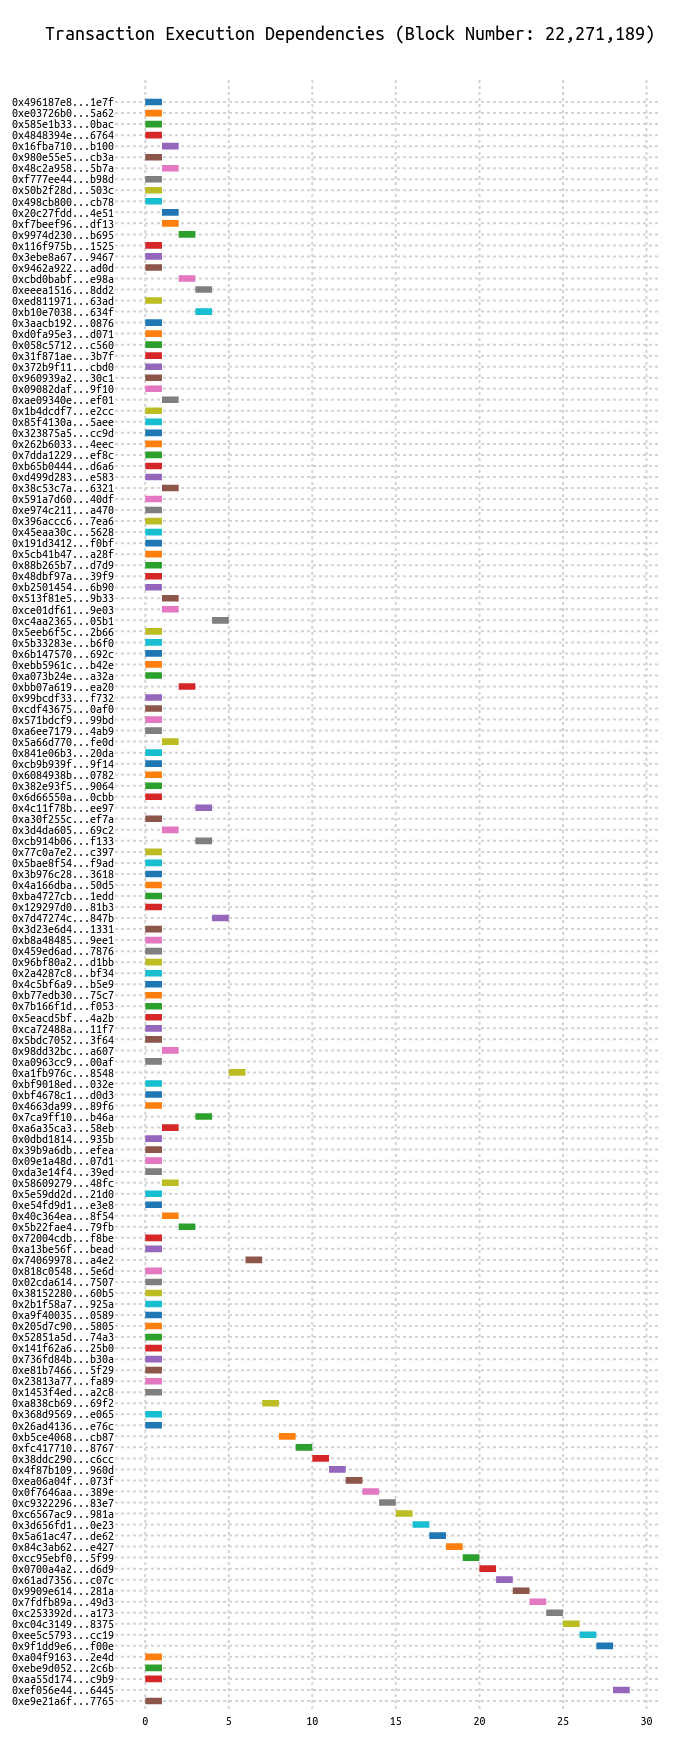 Transaction Execution Dependencies (Block Number: 22,271,189)
0x496187e8...1e7f
0xe03726b0...5a62
0x585e1b33...0bac
0x4848394e...6764
0x16fba710...b100
0x980e55e5...cb3a
0x48c2a958...5b7a
0xf777ee44...b98d
0x50b2f28d...503c
0x498cb800...cb78
0x20c27fdd...4e51
0xf7beef96...df13
0x9974d230...b695
0x116f975b...1525
0x3ebe8a67...9467
0x9462a922...ad0d
0xcbd0babf...e98a
0xeeea1516...8dd2
0xed811971...63ad
0xb10e7038...634f
0x3aacb192...0876
0xd0fa95e3...d071
0x058c5712...c560
0x31f871ae...3b7f
0x372b9f11...cbd0
0x960939a2...30c1
0x09082daf...9f10
0xae09340e...ef01
0x1b4dcdf7...e2cc
0x85f4130a...5aee
0x323875a5...cc9d
0x262b6033...4eec
0x7dda1229...ef8c
0xb65b0444...d6a6
0xd499d283...e583
0x38c53c7a...6321
0x591a7d60...40df
0xe974c211...a470
0x396accc6...7ea6
0x45eaa30c...5628
0x191d3412...f0bf
0x5cb41b47...a28f
0x88b265b7...d7d9
0x48dbf97a...39f9
0xb2501454...6b90
0x513f81e5...9b33
0xce01df61...9e03
0xc4aa2365...05b1
0x5eeb6f5c...2b66
0x5b33283e...b6f0
0x6b147570...692c
0xebb5961c...b42e
0xa073b24e...a32a
0xbb07a619...ea20
0x99bcdf33...f732
0xcdf43675...0af0
0x571bdcf9...99bd
0xa6ee7179...4ab9
0x5a66d770...fe0d
0x841e06b3...20da
0xcb9b939f...9f14
0x6084938b...0782
0x382e93f5...9064
0x6d66550a...0cbb
0x4c11f78b...ee97
0xa30f255c...ef7a
0x3d4da605...69c2
0xcb914b06...f133
0x77c0a7e2...c397
0x5bae8f54...f9ad
0x3b976c28...3618
0x4a166dba...50d5
0xba4727cb...1edd
0x129297d0...81b3
0x7d47274c...847b
0x3d23e6d4...1331
0xb8a48485...9ee1
0x459ed6ad...7876
0x96bf80a2...d1bb
0x2a4287c8...bf34
0x4c5bf6a9...b5e9
0xb77edb30...75c7
0x7b166f1d...f053
0x5eacd5bf...4a2b
0xca72488a...11f7
0x5bdc7052...3f64
0x98dd32bc...a607
0xa0963cc9...00af
0xa1fb976c...8548
0xbf9018ed...032e
0xbf4678c1...d0d3
0x4663da99...89f6
0x7ca9ff10...b46a
0xa6a35ca3...58eb
0x0dbd1814...935b
0x39b9a6db...efea
0x09e1a48d...07d1
0xda3e14f4...39ed
0x58609279...48fc
0x5e59dd2d...21d0
0xe54fd9d1...e3e8
0x40c364ea...8f54
0x5b22fae4...79fb
0x72004cdb...f8be
0xa13be56f...bead
0x74069978...a4e2
0x818c0548...5e6d
0x02cda614...7507
0x38152280...60b5
0x2b1f58a7...925a
0xa9f40035...0589
0x205d7c90...5805
0x52851a5d...74a3
0x141f62a6...25b0
0x736fd84b...b30a
0xe81b7466...5f29
0x23813a77...fa89
0x1453f4ed...a2c8
0xa838cb69...69f2
0x368d9569...e065
0x26ad4136...e76c
0xb5ce4068...cb87
0xfc417710...8767
0x38ddc290...c6cc
0x4f87b109...960d
0xea06a04f...073f
0x0f7646aa...389e
0xc9322296...83e7
0xc6567ac9...981a
0x3d656fd1...0e23
0x5a61ac47...de62
0x84c3ab62...e427
0xcc95ebf0...5f99
0x0700a4a2...d6d9
0x61ad7356...c07c
0x9909e614...281a
0x7fdfb89a...49d3
0xc253392d...a173
0xc04c3149...8375
0xee5c5793...cc19
0x9f1dd9e6...f00e
0xa04f9163...2e4d
0xebe9d052...2c6b
0xaa55d174...c9b9
0xef056e44...6445
0xe9e21a6f...7765
0 5 10 15 20 25 30